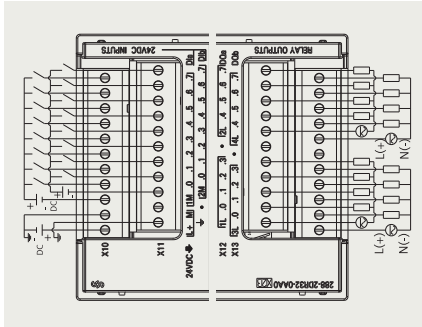 24VDC INPUTS
RELAY OUTPUTS
DIa .7 .6 .5 .4 .3 .2 .1 .0 1M M L+
DIb .7 .6 .5 .4 .3 .2 .1 .0 2M
DQa .7 .6 .5 .4 2L .3 .2 .1 .0 1L
DQb .7 .6 .5 .4 4L .3 .2 .1 .0 3L
L(+)
N(-)
L(+)
N(-)
+
DC
+
DC
+
DC
X10
X11
24VDC
X12
X13
288-2DR32-0AA0